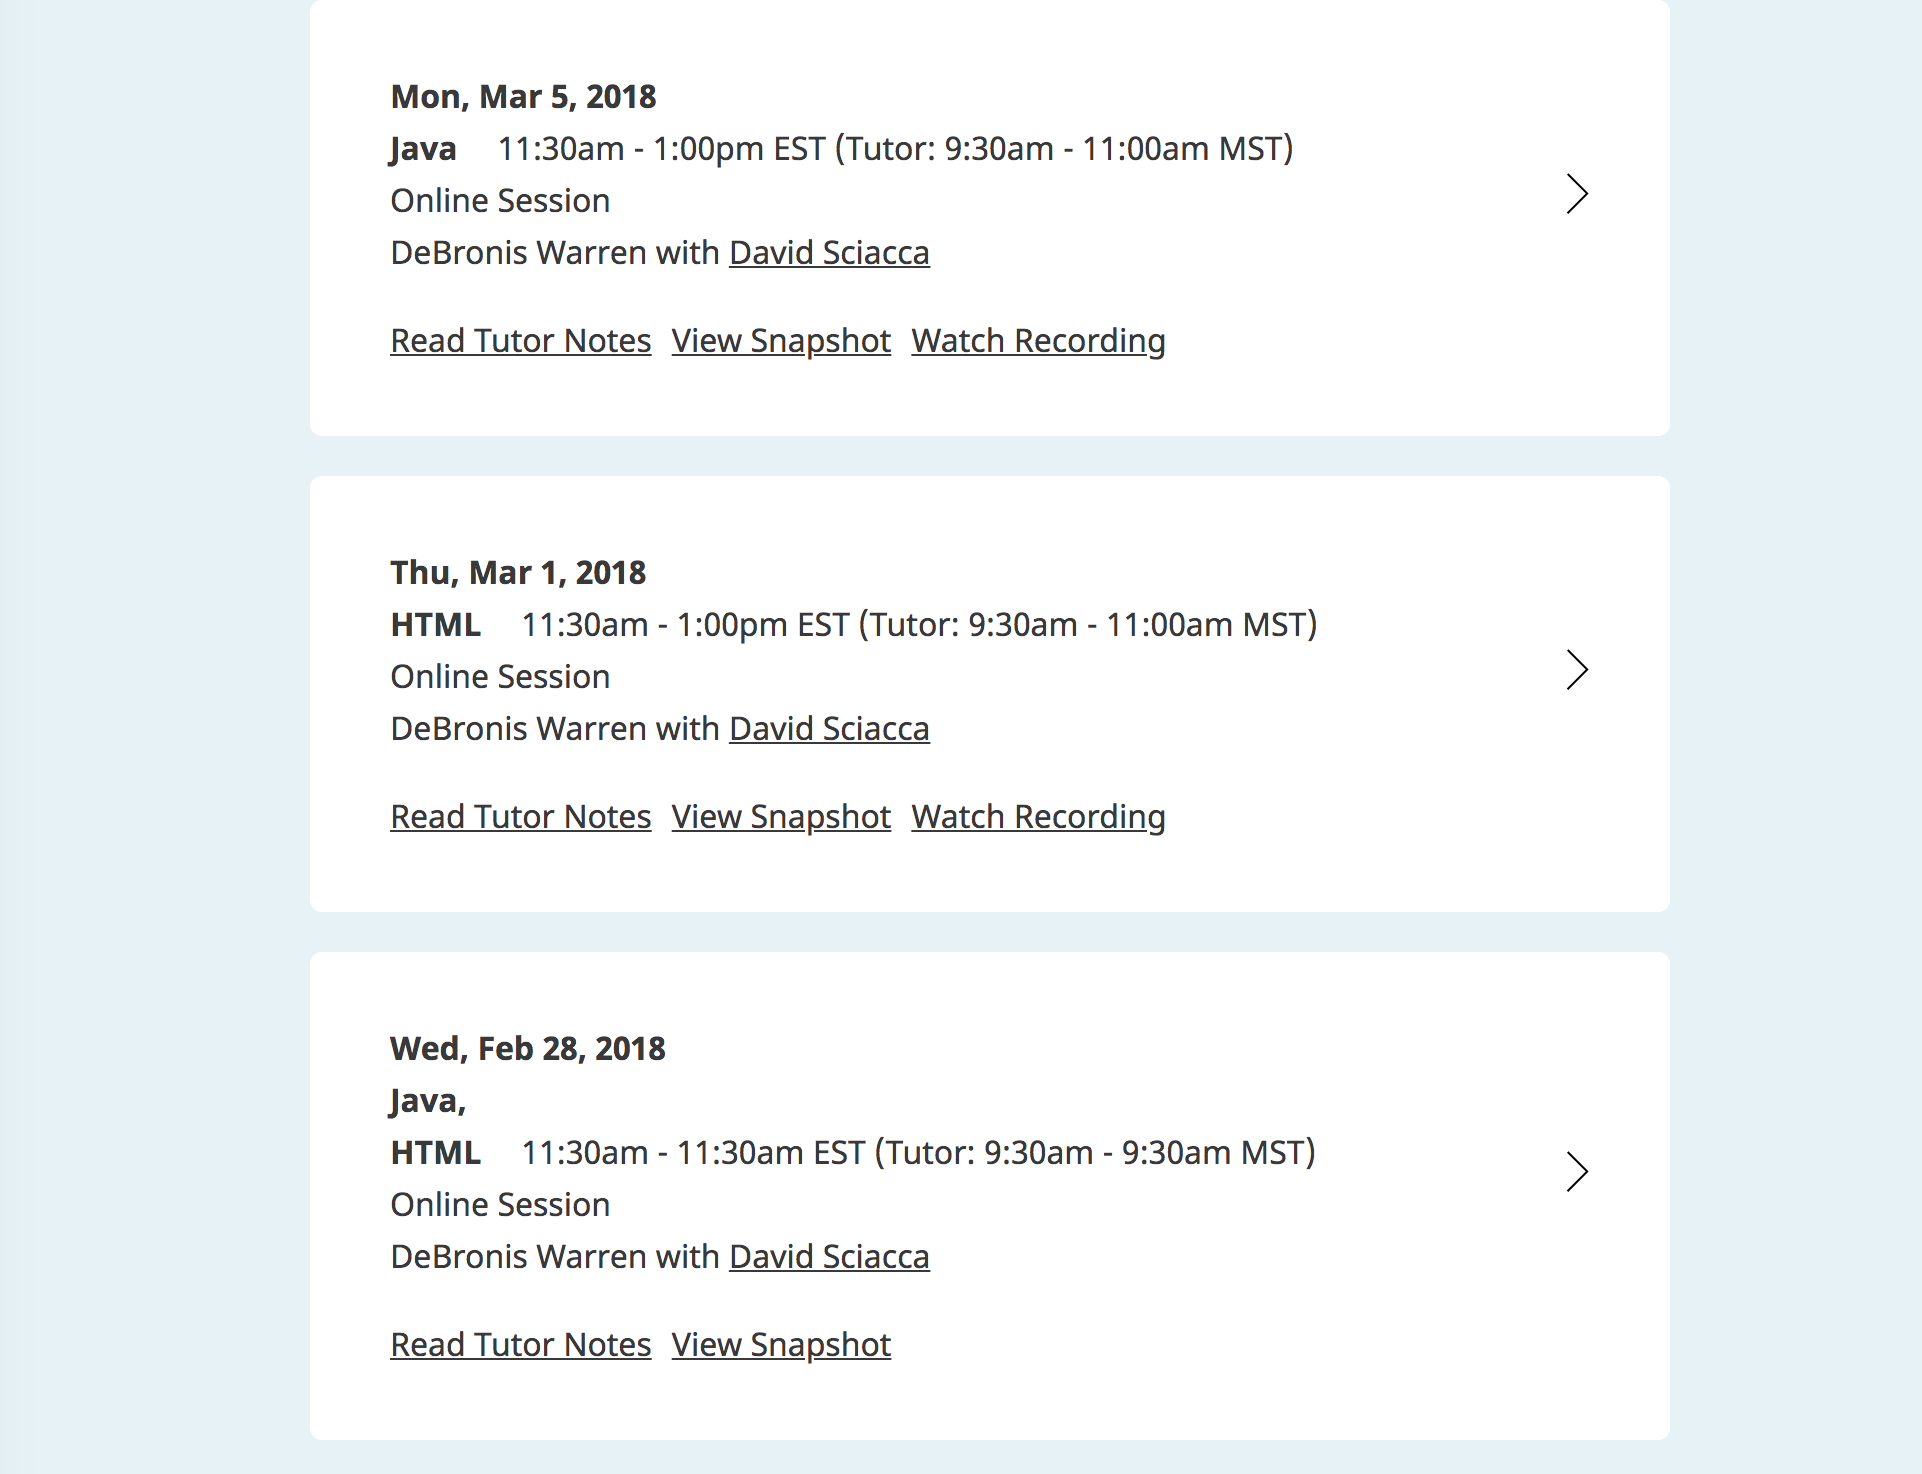 Mon, Mar 5, 2018
Java 11:30am - 1:00pm EST (Tutor: 9:30am - 11:00am MST)
Online Session
DeBronis Warren with David Sciacca
Read Tutor Notes View Snapshot Watch Recording
Thu, Mar 1, 2018
HTML 11:30am - 1:00pm EST (Tutor: 9:30am - 11:00am MST)
Online Session
DeBronis Warren with David Sciacca
Read Tutor Notes View Snapshot Watch Recording
Wed, Feb 28, 2018
Java,
HTML 11:30am - 11:30am EST (Tutor: 9:30am - 9:30am MST)
Online Session
DeBronis Warren with David Sciacca
Read Tutor Notes View Snapshot